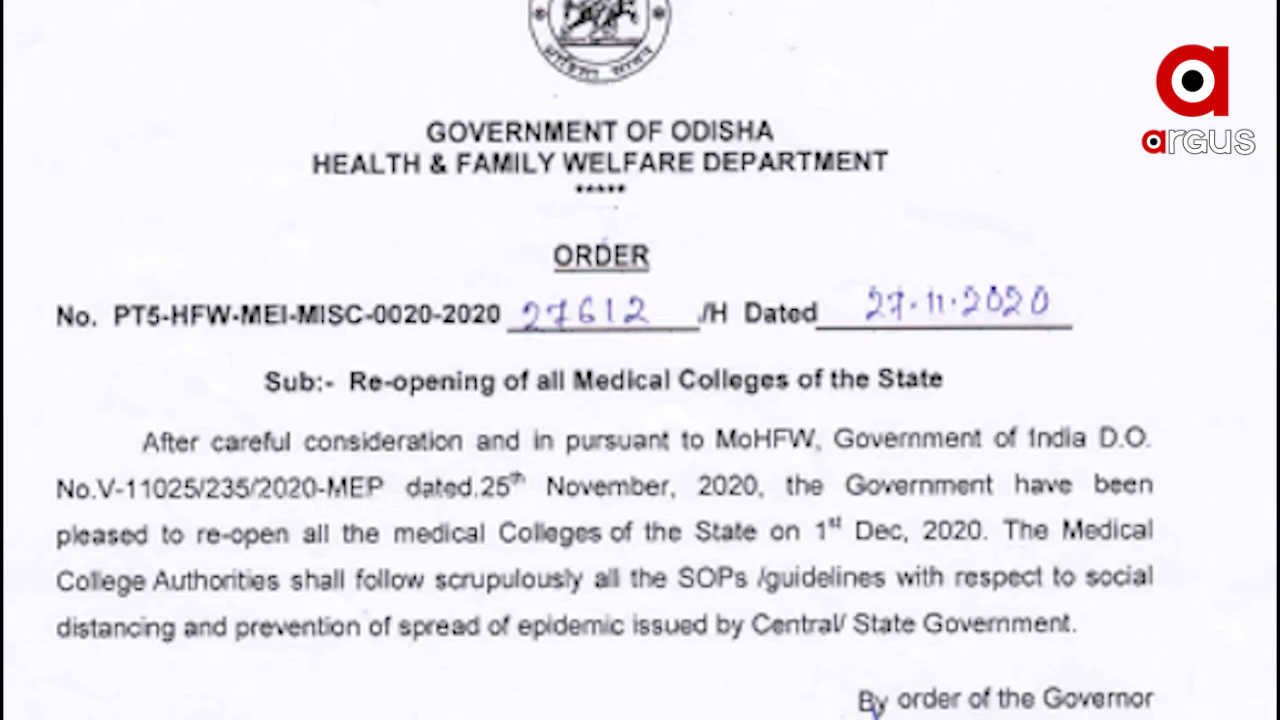 ओड़िशा शासन
argus
GOVERNMENT OF ODISHA
HEALTH & FAMILY WELFARE DEPARTMENT
*****
ORDER
No. PT5-HFW-MEI-MISC-0020-2020 27612 /H Dated 27.11.2020
Sub:- Re-opening of all Medical Colleges of the State
After careful consideration and in pursuant to MoHFW, Government of India D.O.
No.V-11025/235/2020-MEP dated.25th November, 2020, the Government have been
pleased to re-open all the medical Colleges of the State on 1st Dec, 2020. The Medical
College Authorities shall follow scrupulously all the SOPs /guidelines with respect to social
distancing and prevention of spread of epidemic issued by Central/ State Government.
By order of the Governor